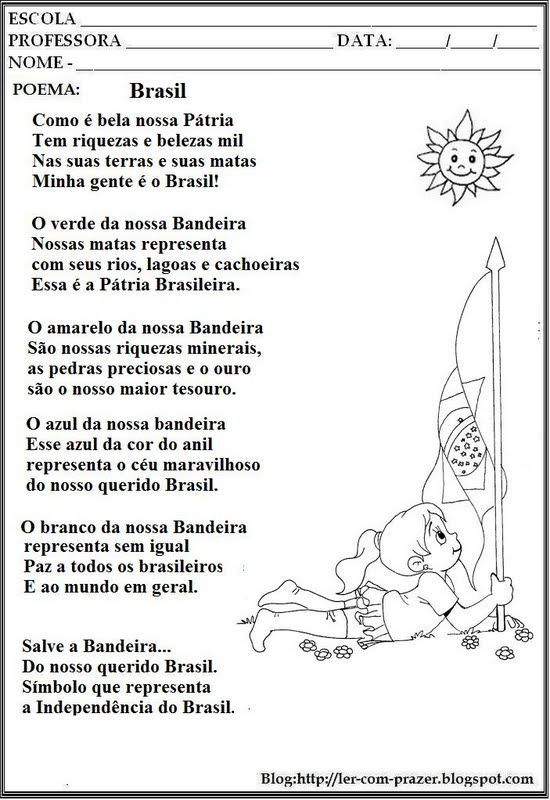 ESCOLA
PROFESSORA DATA: / /
NOME -
POEMA: Brasil
Como é bela nossa Pátria
Tem riquezas e belezas mil
Nas suas terras e suas matas
Minha gente é o Brasil!
O verde da nossa Bandeira
Nossas matas representa
com seus rios, lagoas e cachoeiras
Essa é a Pátria Brasileira.
O amarelo da nossa Bandeira
São nossas riquezas minerais,
as pedras preciosas e o ouro
são o nosso maior tesouro.
O azul da nossa bandeira
Esse azul da cor do anil
representa o céu maravilhoso
do nosso querido Brasil.
O branco da nossa Bandeira
representa sem igual
Paz a todos os brasileiros
E ao mundo em geral.
Salve a Bandeira...
Do nosso querido Brasil.
Símbolo que representa
a Independência do Brasil.
Blog:http://ler-com-prazer.blogspot.com